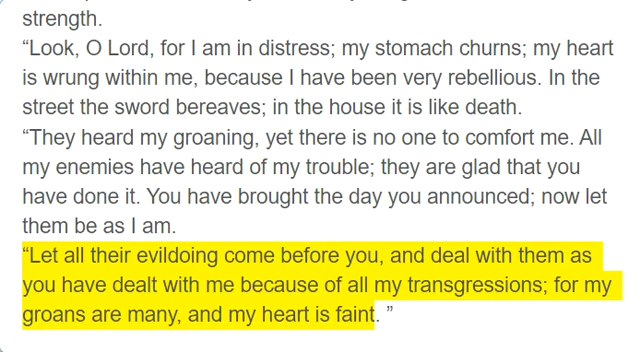 strength.
“Look, O Lord, for I am in distress; my stomach churns; my heart
is wrung within me, because I have been very rebellious. In the
street the sword bereaves; in the house it is like death.
“They heard my groaning, yet there is no one to comfort me. All
my enemies have heard of my trouble; they are glad that you
have done it. You have brought the day you announced; now let
them be as I am.
“Let all their evildoing come before you, and deal with them as
you have dealt with me because of all my transgressions; for my
groans are many, and my heart is faint. ”